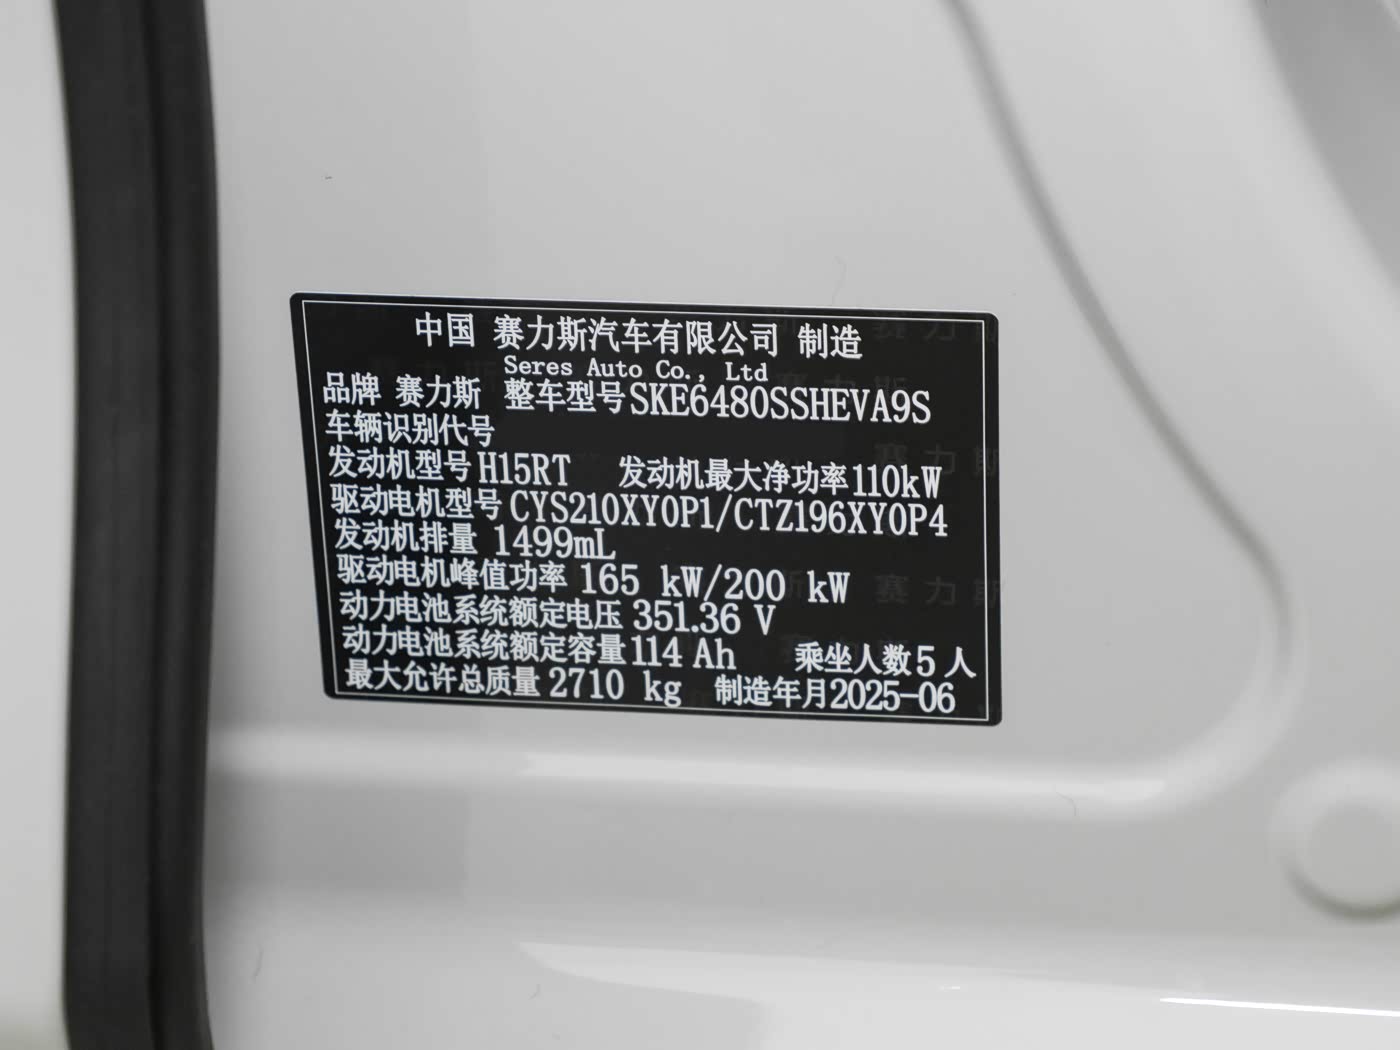 中国 赛力斯汽车有限公司 制造
Seres Auto Co., Ltd
品牌 赛力斯 整车型号SKE6480SSHEVA9S
车辆识别代号
发动机型号H15RT 发动机最大净功率110kW
驱动电机型号 CYS210XY0P1/CTZ196XY0P4
发动机排量 1499mL
驱动电机峰值功率 165 kW/200 kW
动力电池系统额定电压 351.36 V
动力电池系统额定容量114 Ah 乘坐人数5人
最大允许总质量2710 kg 制造年月2025-06